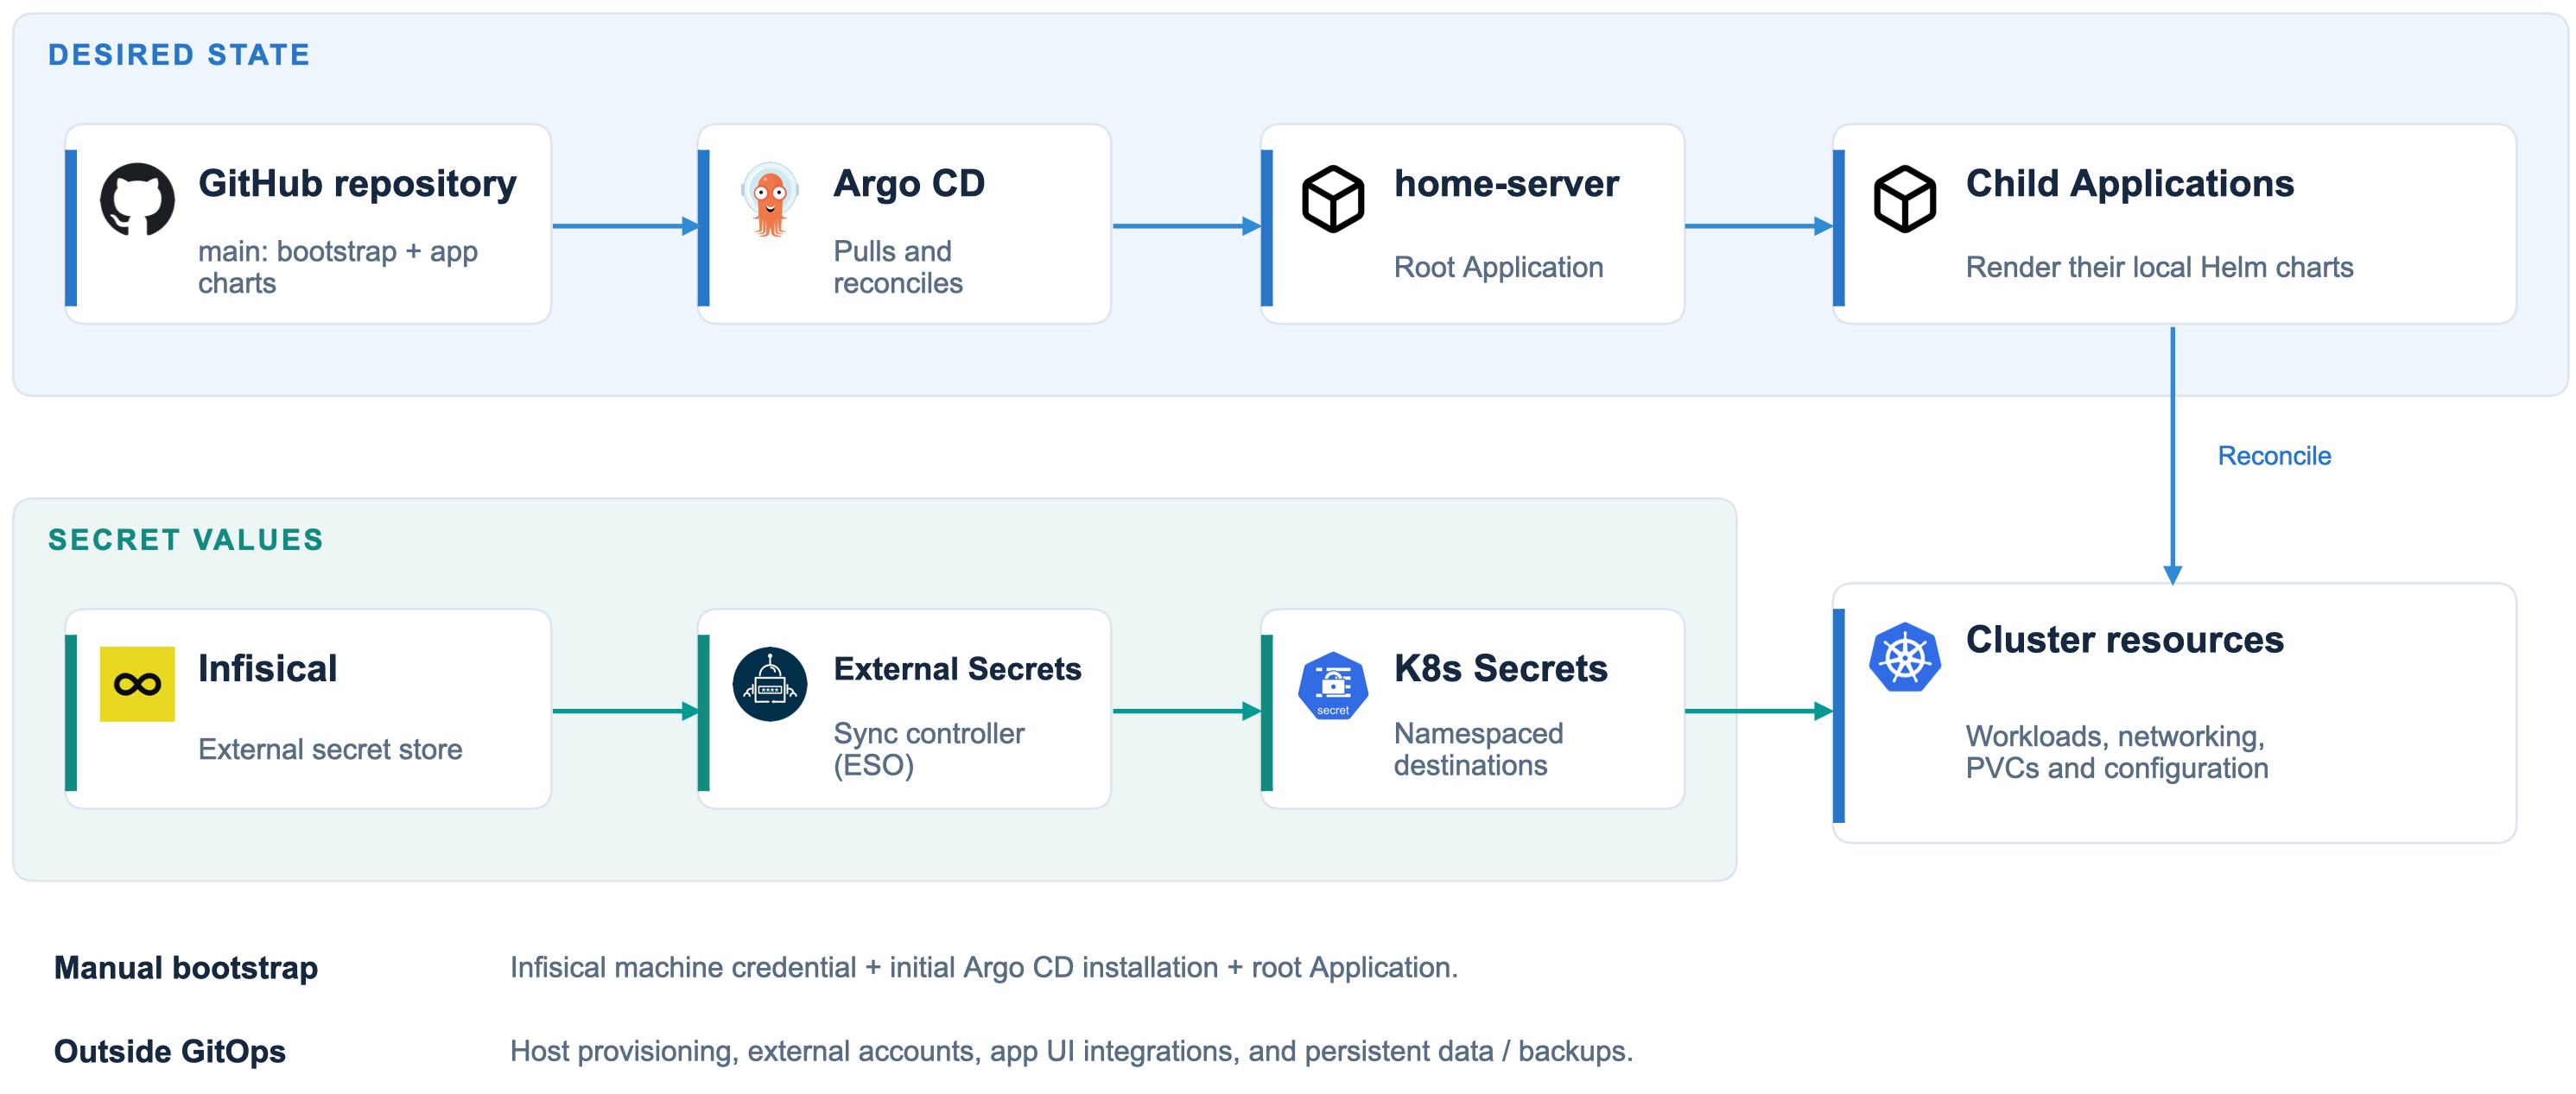 DESIRED STATE
GitHub repository
main: bootstrap + app
charts
Argo CD
Pulls and
reconciles
home-server
Root Application
Child Applications
Render their local Helm charts
Reconcile
SECRET VALUES
Infisical
External secret store
External Secrets
Sync controller
(ESO)
secret
K8s Secrets
Namespaced
destinations
Cluster resources
Workloads, networking,
PVCs and configuration
Manual bootstrap
Infisical machine credential + initial Argo CD installation + root Application.
Outside GitOps
Host provisioning, external accounts, app UI integrations, and persistent data / backups.